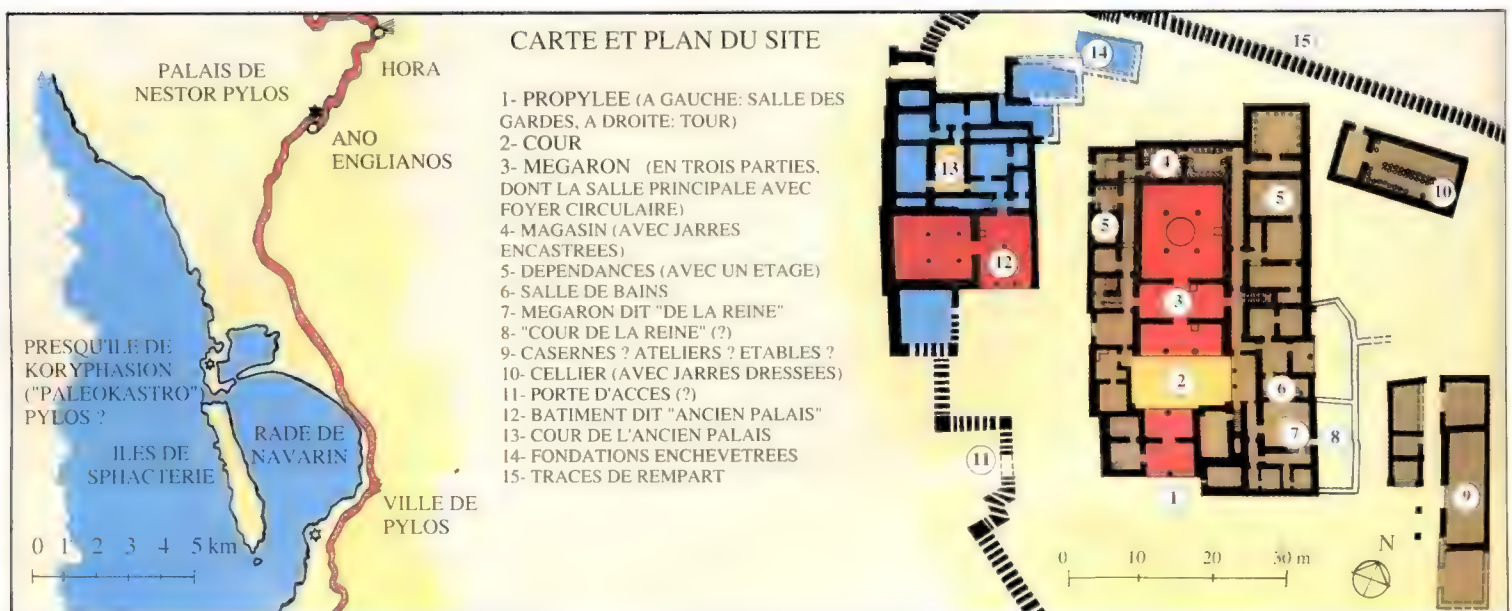 CARTE ET PLAN DU SITE
HORA
PALAIS DE
NESTOR PYLOS
ANO
ENGLIANOS
PRESQU'ILE DE
KORYPHASION
("PALEOKASTRO")
PYLOS ?
ILES DE
SPHACTERIE
RADE DE
NAVARIN
VILLE DE
PYLOS
0 1 2 3 4 5 km
1- PROPYLEE (A GAUCHE: SALLE DES
GARDES, A DROITE: TOUR)
2- COUR
3- MEGARON (EN TROIS PARTIES,
DONT LA SALLE PRINCIPALE AVEC
FOYER CIRCULAIRE)
4- MAGASIN (AVEC JARRES
ENCASTREES)
5- DEPENDANCES (AVEC UN ETAGE)
6- SALLE DE BAINS
7- MEGARON DIT "DE LA REINE"
8- "COUR DE LA REINE" (?)
9- CASERNES ? ATELIERS ? ETABLES ?
10- CELLIER (AVEC JARRES DRESSEES)
11- PORTE D'ACCES (?)
12- BATIMENT DIT "ANCIEN PALAIS"
13- COUR DE L'ANCIEN PALAIS
14- FONDATIONS ENCHEVETREES
15- TRACES DE REMPART
15
14
13
4
10
5
5
12
3
2
6
7
8
11
1
9
0 10 20 30 m
N